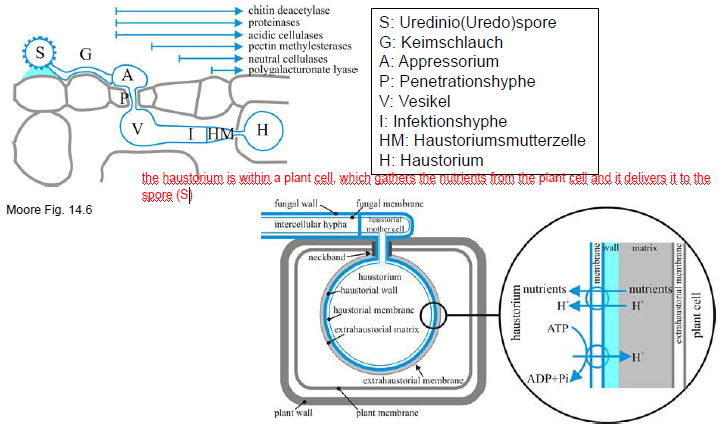 chitin deacetylase
proteinases
acidic cellulases
pectin methylesterases
neutral cellulases
polygalacturonate lyase
S
G
A
P
V
I
HM
H
S: Uredinio(Uredo)spore
G: Keimschlauch
A: Appressorium
P: Penetrationshyphe
V: Vesikel
I: Infektionshyphe
HM: Haustoriumsmutterzelle
H: Haustorium
the haustorium is within a plant cell, which gathers the nutrients from the plant cell and it delivers it to the
spore (S)
Moore Fig. 14.6
fungal wall
fungal membrane
intercellular hypha
haustorial
mother cell
neckband
haustorium
haustorial wall
haustorial membrane
extrahaustorial matrix
extrahaustorial membrane
plant wall
plant membrane
haustorium
membrane
wall
matrix
extrahaustorial membrane
plant cell
nutrients
nutrients
H+
H+
ATP
H+
ADP+Pi